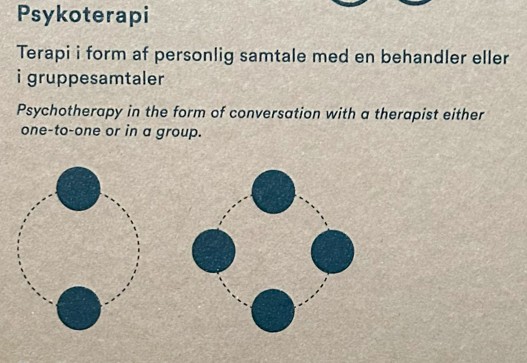 Psykoterapi
Terapi i form af personlig samtale med en behandler eller
i gruppesamtaler
Psychotherapy in the form of conversation with a therapist either
one-to-one or in a group.